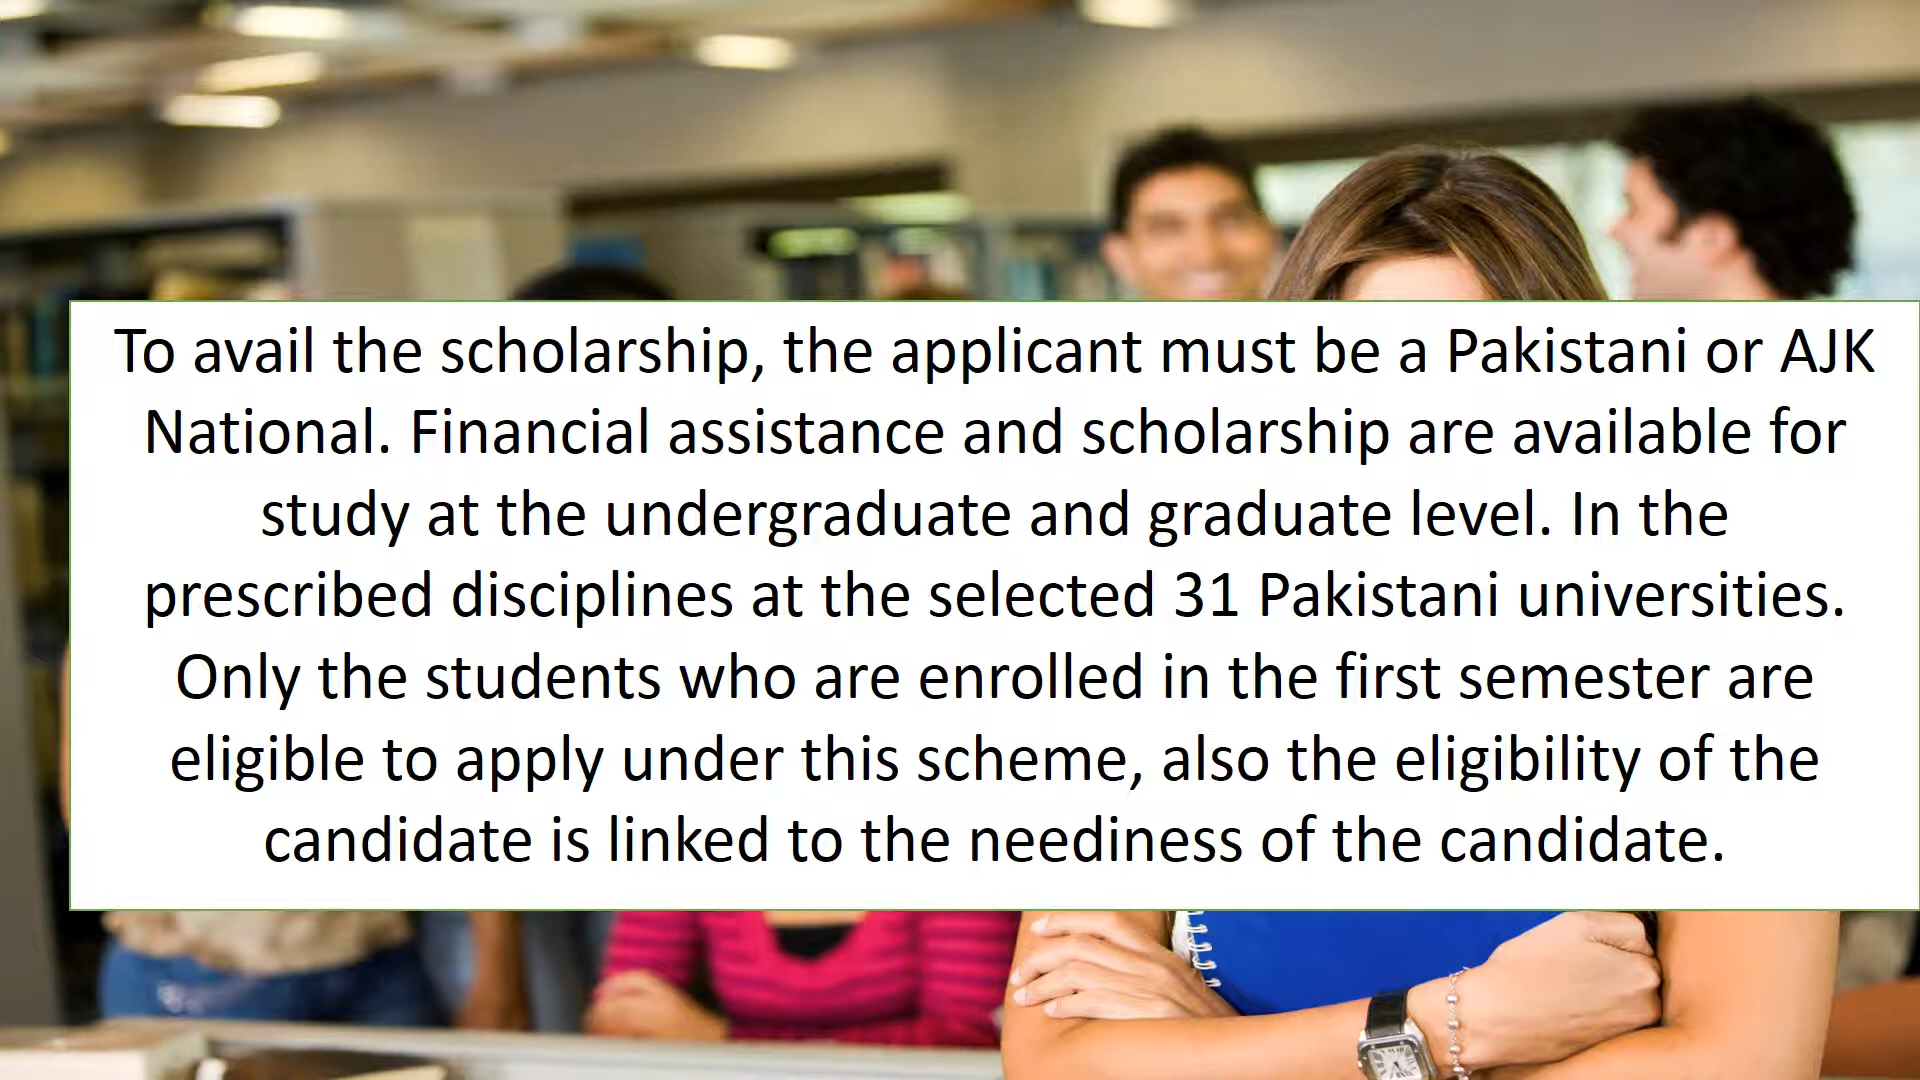 To avail the scholarship, the applicant must be a Pakistani or AJK
National. Financial assistance and scholarship are available for
study at the undergraduate and graduate level. In the
prescribed disciplines at the selected 31 Pakistani universities.
Only the students who are enrolled in the first semester are
eligible to apply under this scheme, also the eligibility of the
candidate is linked to the neediness of the candidate.